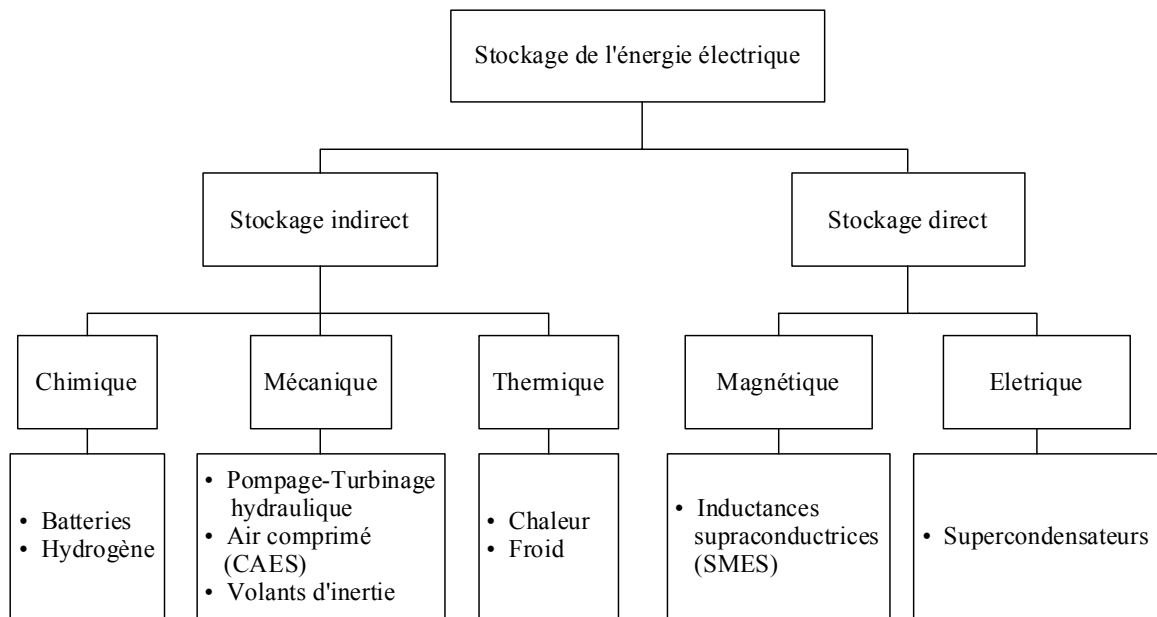 Stockage de l'énergie électrique
Stockage indirect
Stockage direct
Chimique
Mécanique
Thermique
Magnétique
Eletrique
• Batteries
• Hydrogène
• Pompage-Turbinage
hydraulique
• Air comprimé
(CAES)
• Volants d'inertie
• Chaleur
• Froid
• Inductances
supraconductrices
(SMES)
• Supercondensateurs